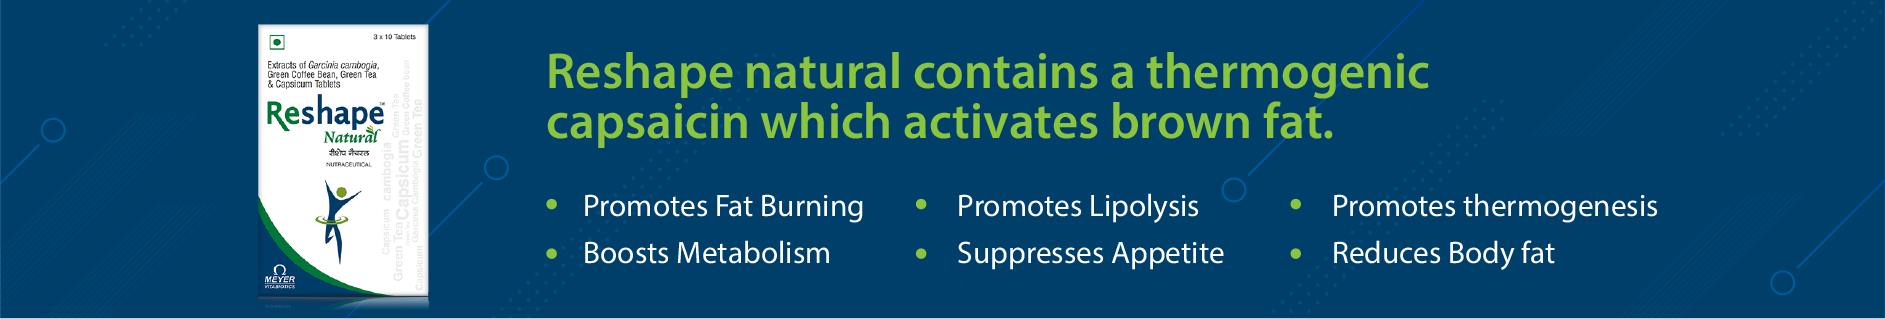 3 x 10 Tablets
Extracts of Garcinia cambogia,
Green Coffee Bean, Green Tea
& Capsicum Tablets
Reshape™
Natural
रीशेप नैचरल
NUTRACEUTICAL
Capsicum cambogia
Green Tea Capsicum Green Coffee bean
Garcinia Cambogia Green Tea
Capsicum
MEYER
VITABIOTICS
Reshape natural contains a thermogenic
capsaicin which activates brown fat.
Promotes Fat Burning
Promotes Lipolysis
Promotes thermogenesis
Boosts Metabolism
Suppresses Appetite
Reduces Body fat